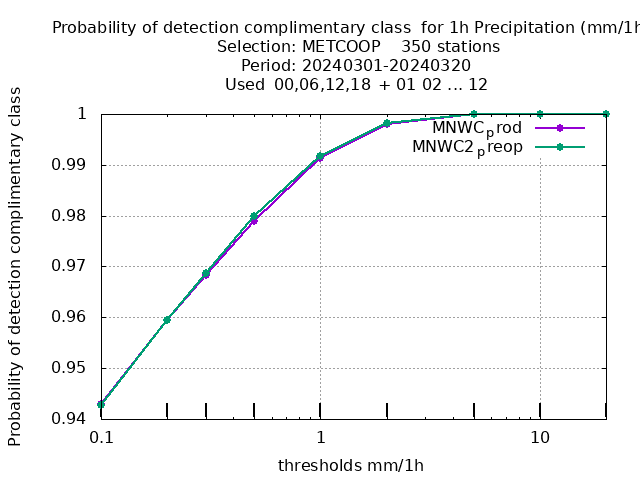 Probability of detection complimentary class  for 1h Precipitation (mm/1h
Selection: METCOOP    350 stations
Period: 20240301-20240320
Used  00,06,12,18 + 01 02 ... 12
Probability of detection complimentary class
1
0.99
0.98
0.97
0.96
0.95
0.94
MNWCprod
MNWC2preop
0.1
1
10
thresholds mm/1h